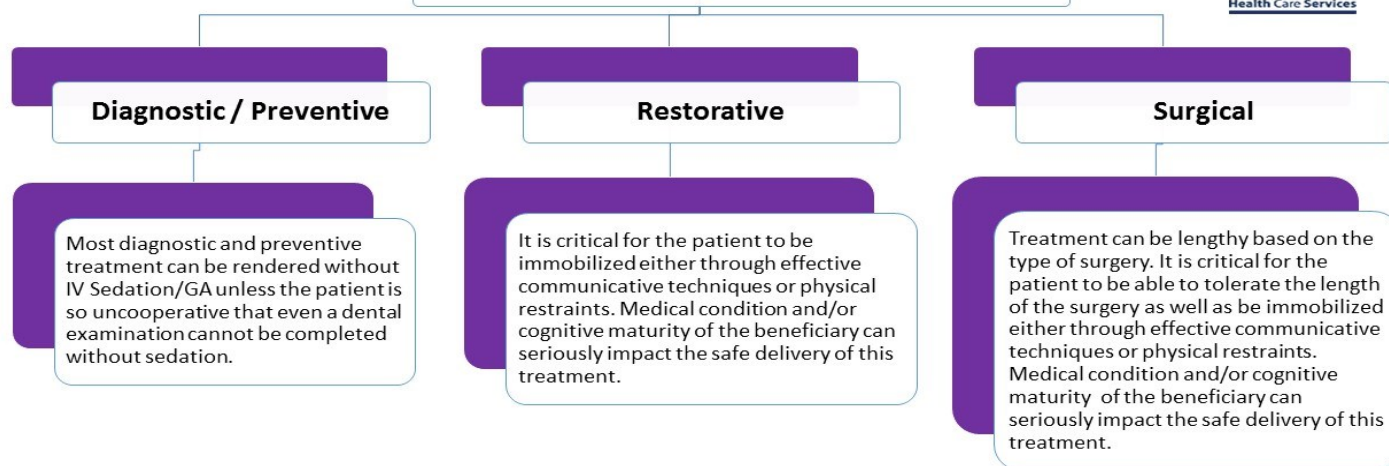 Health Care Services
Diagnostic / Preventive
Most diagnostic and preventive
treatment can be rendered without
IV Sedation/GA unless the patient is
so uncooperative that even a dental
examination cannot be completed
without sedation.
Restorative
It is critical for the patient to be
immobilized either through effective
communicative techniques or physical
restraints. Medical condition and/or
cognitive maturity of the beneficiary can
seriously impact the safe delivery of this
treatment.
Surgical
Treatment can be lengthy based on the
type of surgery. It is critical for the
patient to be able to tolerate the length
of the surgery as well as be immobilized
either through effective communicative
techniques or physical restraints.
Medical condition and/or cognitive
maturity of the beneficiary can
seriously impact the safe delivery of this
treatment.